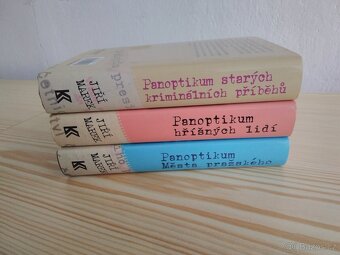 JIŘÍ
MAREK
Panoptikum starých
kriminálních příběhů
JIŘÍ
MAREK
Panoptikum
hříšných lidí
JIŘÍ
MAREK
Panoptikum
Města pražského